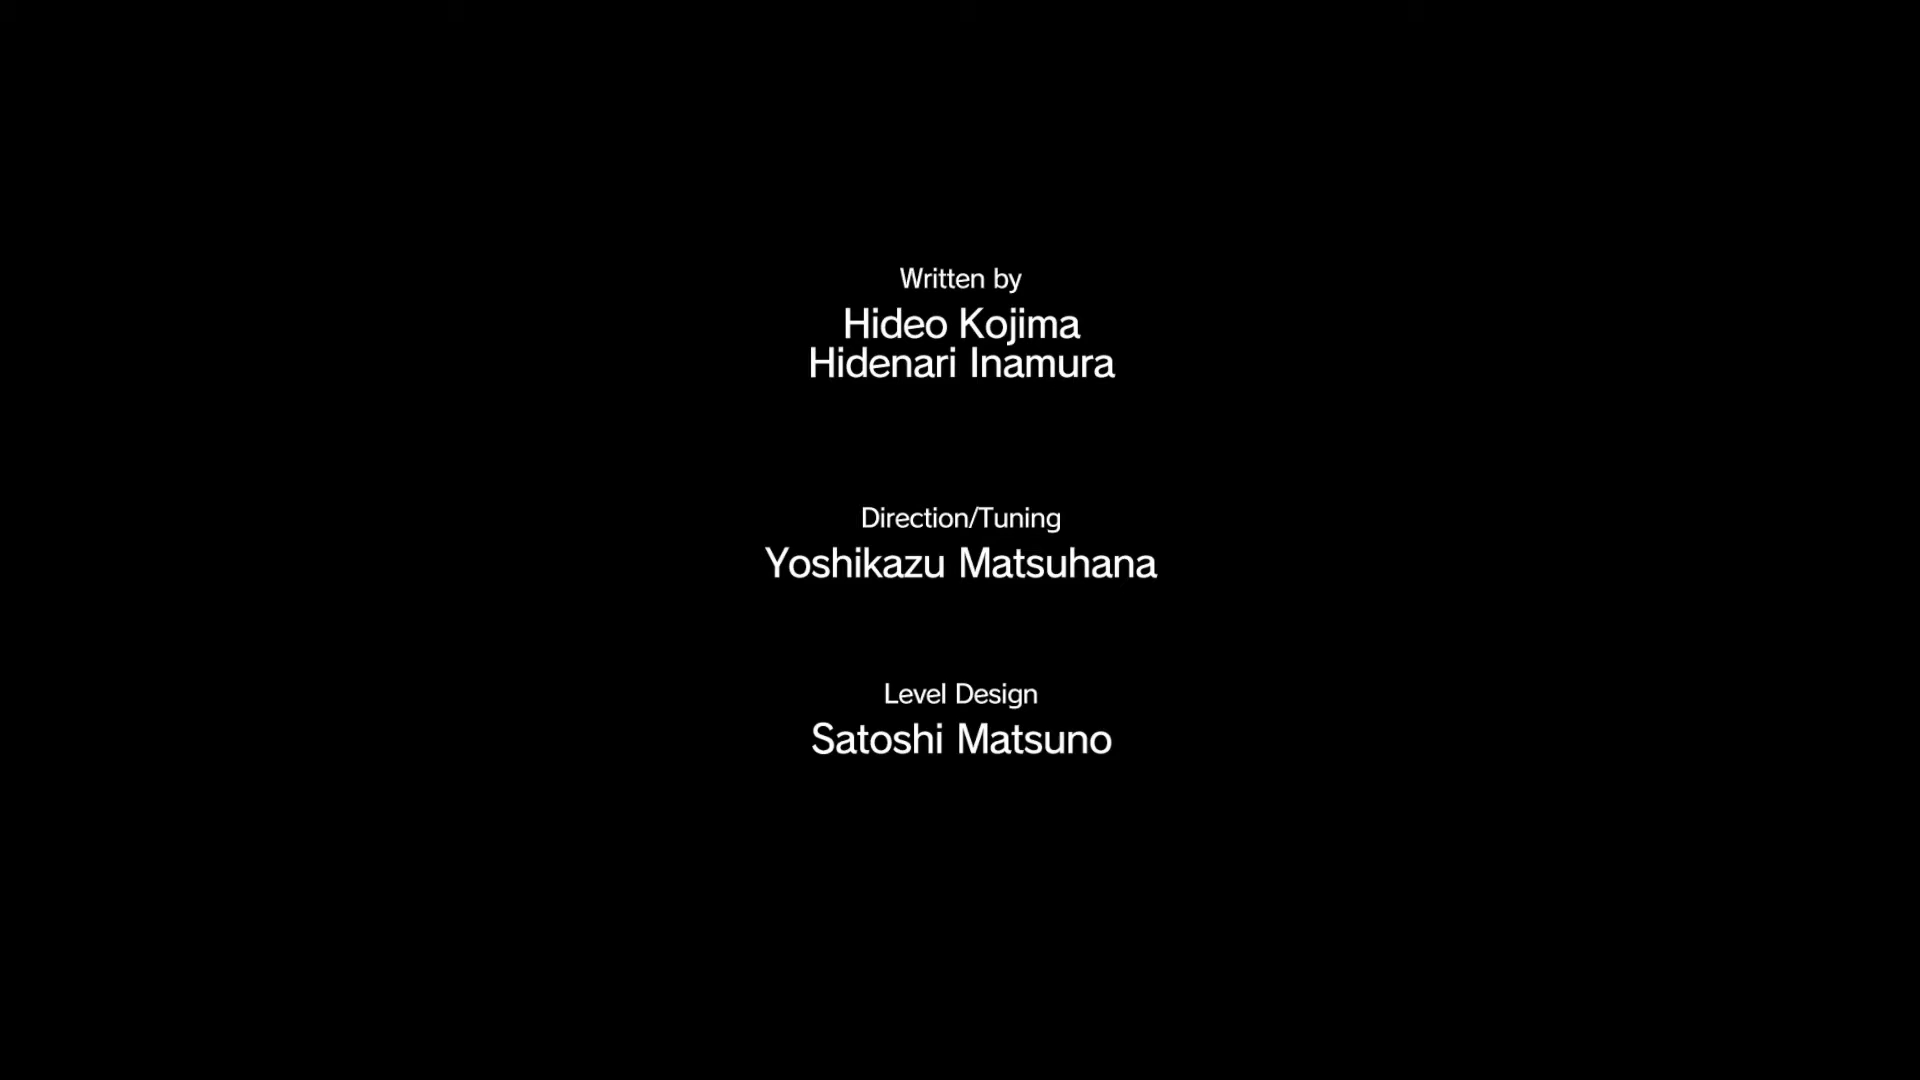 Written by
Hideo Kojima
Hidenari Inamura
Direction/Tuning
Yoshikazu Matsuhana
Level Design
Satoshi Matsuno